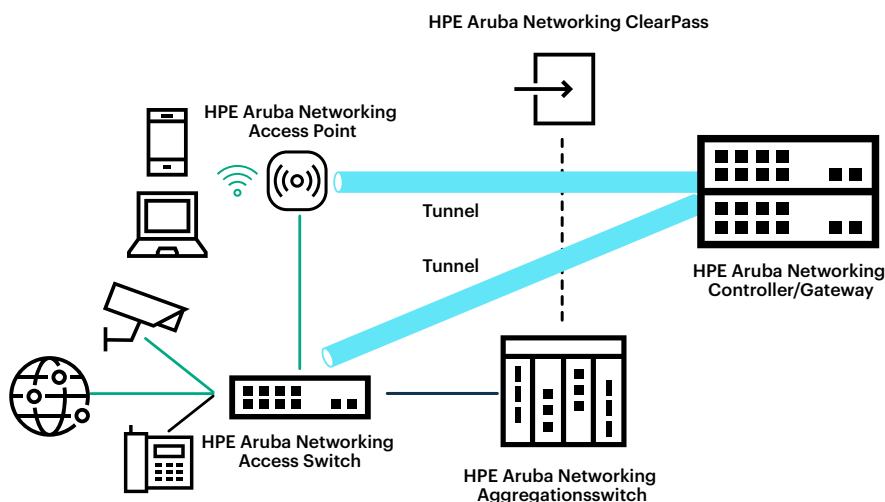 HPE Aruba Networking ClearPass
HPE Aruba Networking
Access Point
Tunnel
Tunnel
HPE Aruba Networking
Controller/Gateway
HPE Aruba Networking
Access Switch
HPE Aruba Networking
Aggregationsswitch